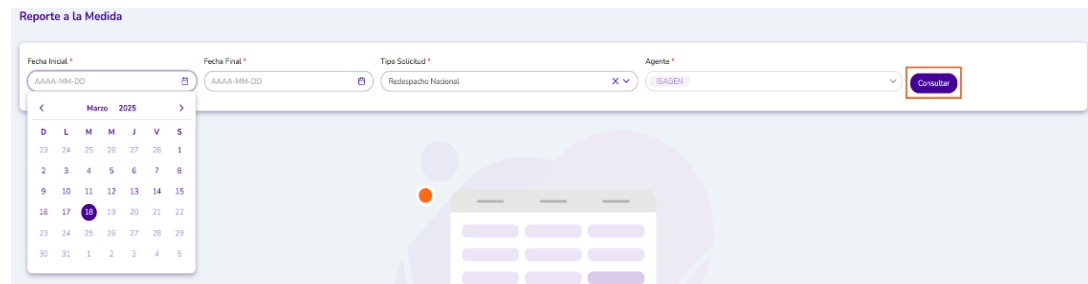 Reporte a la Medida
Fecha Inicial * Fecha Final * Tipo Solicitud * Agente *
AAAA-MM-DD AAAA-MM-DD Redespacho Nacional X ISAGEN Consultar
< Marzo 2025 >
D L M M J V S
23 24 25 26 27 28 1
2 3 4 5 6 7 8
9 10 11 12 13 14 15
16 17 18 19 20 21 22
23 24 25 26 27 28 29
30 31 1 2 3 4 5